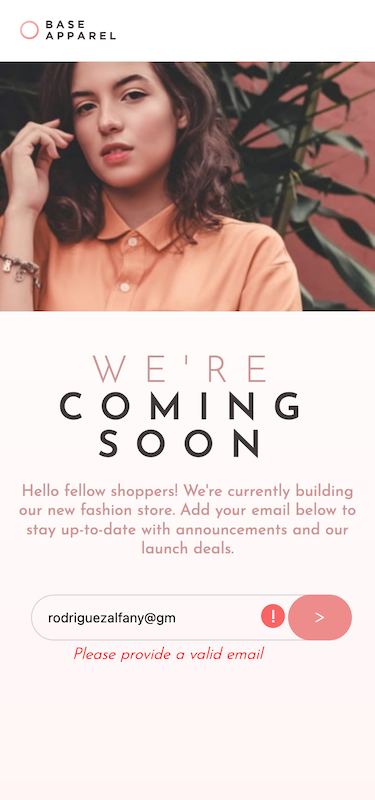 BASE
APPAREL
WE'RE
COMING
SOON
Hello fellow shoppers! We're currently building
our new fashion store. Add your email below to
stay up-to-date with announcements and our
launch deals.
rodriguezalfany@gm
!
>
Please provide a valid email